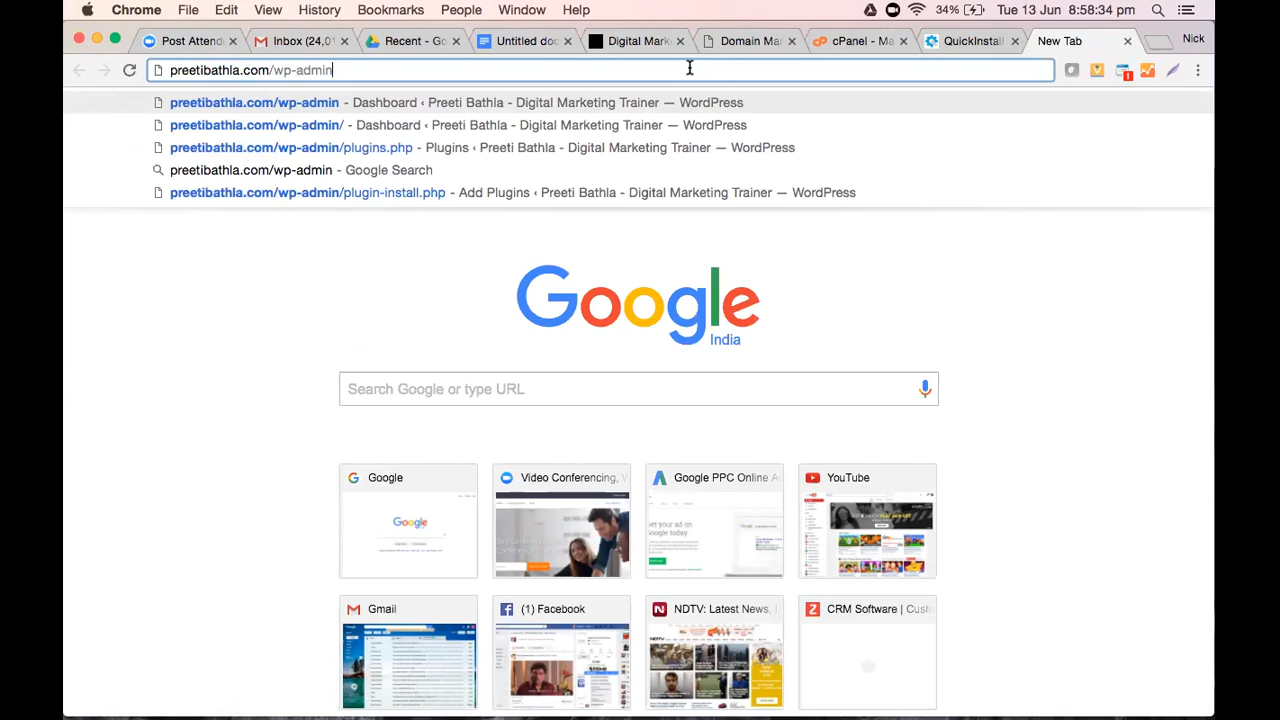 Chrome File Edit View History Bookmarks People Window Help 34% Tue 13 Jun 8:58:34 pm
Post Attend Inbox (24,01 Recent - Go Untitled doc Digital Mark Domain Ma cPanel - Ma QuickInstall New Tab Nick
preetibathla.com/wp-admin
preetibathla.com/wp-admin - Dashboard ‹ Preeti Bathla - Digital Marketing Trainer — WordPress
preetibathla.com/wp-admin/ - Dashboard ‹ Preeti Bathla - Digital Marketing Trainer — WordPress
preetibathla.com/wp-admin/plugins.php - Plugins ‹ Preeti Bathla - Digital Marketing Trainer — WordPress
preetibathla.com/wp-admin - Google Search
preetibathla.com/wp-admin/plugin-install.php - Add Plugins ‹ Preeti Bathla - Digital Marketing Trainer — WordPress
Google
India
Search Google or type URL
Google Video Conferencing, Google PPC Online A YouTube
Google
Gmail (1) Facebook NDTV: Latest News, CRM Software | Cust